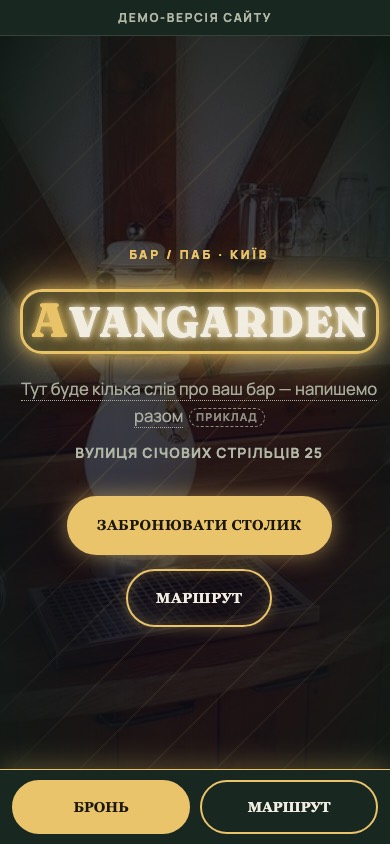 ДЕМО-ВЕРСІЯ САЙТУ
БАР / ПАБ · КИЇВ
AVANGARDEN
Тут буде кілька слів про ваш бар — напишемо
разом ПРИКЛАД
ВУЛИЦЯ СІЧОВИХ СТРІЛЬЦІВ 25
ЗАБРОНЮВАТИ СТОЛИК
МАРШРУТ
БРОНЬ МАРШРУТ